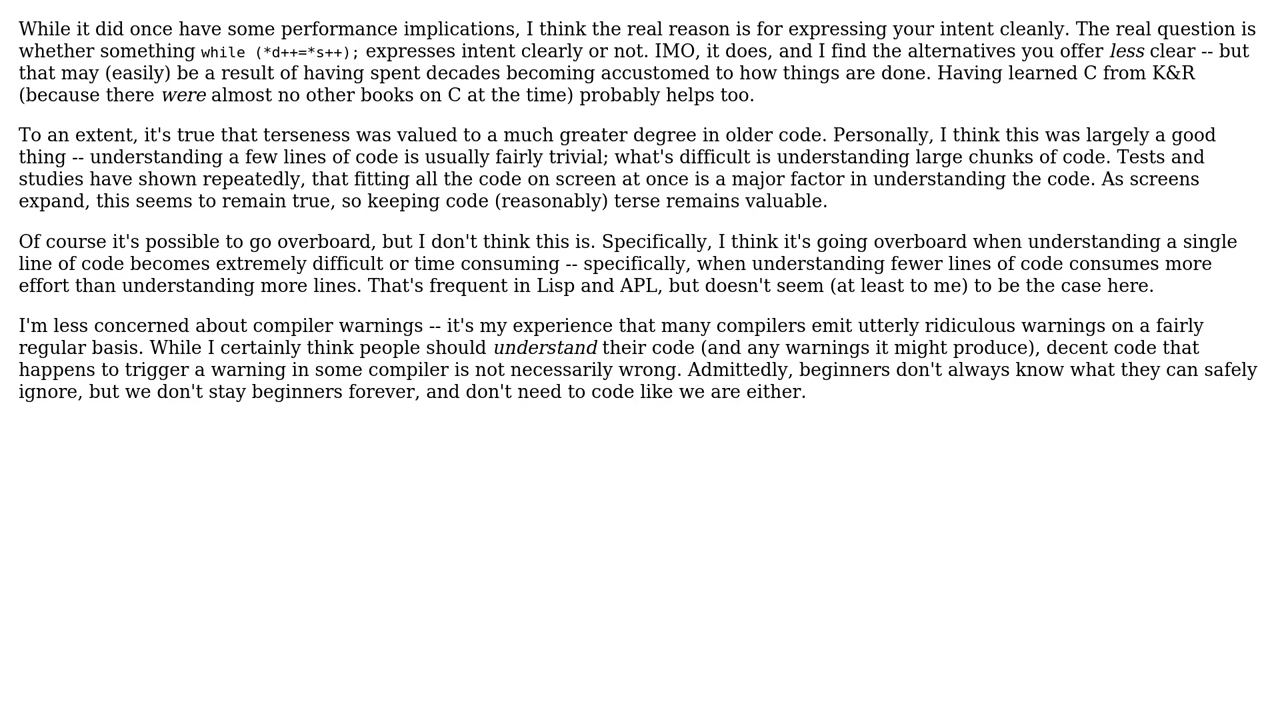 While it did once have some performance implications, I think the real reason is for expressing your intent cleanly. The real question is
whether something while (*d++=*s++); expresses intent clearly or not. IMO, it does, and I find the alternatives you offer less clear -- but
that may (easily) be a result of having spent decades becoming accustomed to how things are done. Having learned C from K&R
(because there were almost no other books on C at the time) probably helps too.
To an extent, it's true that terseness was valued to a much greater degree in older code. Personally, I think this was largely a good
thing -- understanding a few lines of code is usually fairly trivial; what's difficult is understanding large chunks of code. Tests and
studies have shown repeatedly, that fitting all the code on screen at once is a major factor in understanding the code. As screens
expand, this seems to remain true, so keeping code (reasonably) terse remains valuable.
Of course it's possible to go overboard, but I don't think this is. Specifically, I think it's going overboard when understanding a single
line of code becomes extremely difficult or time consuming -- specifically, when understanding fewer lines of code consumes more
effort than understanding more lines. That's frequent in Lisp and APL, but doesn't seem (at least to me) to be the case here.
I'm less concerned about compiler warnings -- it's my experience that many compilers emit utterly ridiculous warnings on a fairly
regular basis. While I certainly think people should understand their code (and any warnings it might produce), decent code that
happens to trigger a warning in some compiler is not necessarily wrong. Admittedly, beginners don't always know what they can safely
ignore, but we don't stay beginners forever, and don't need to code like we are either.